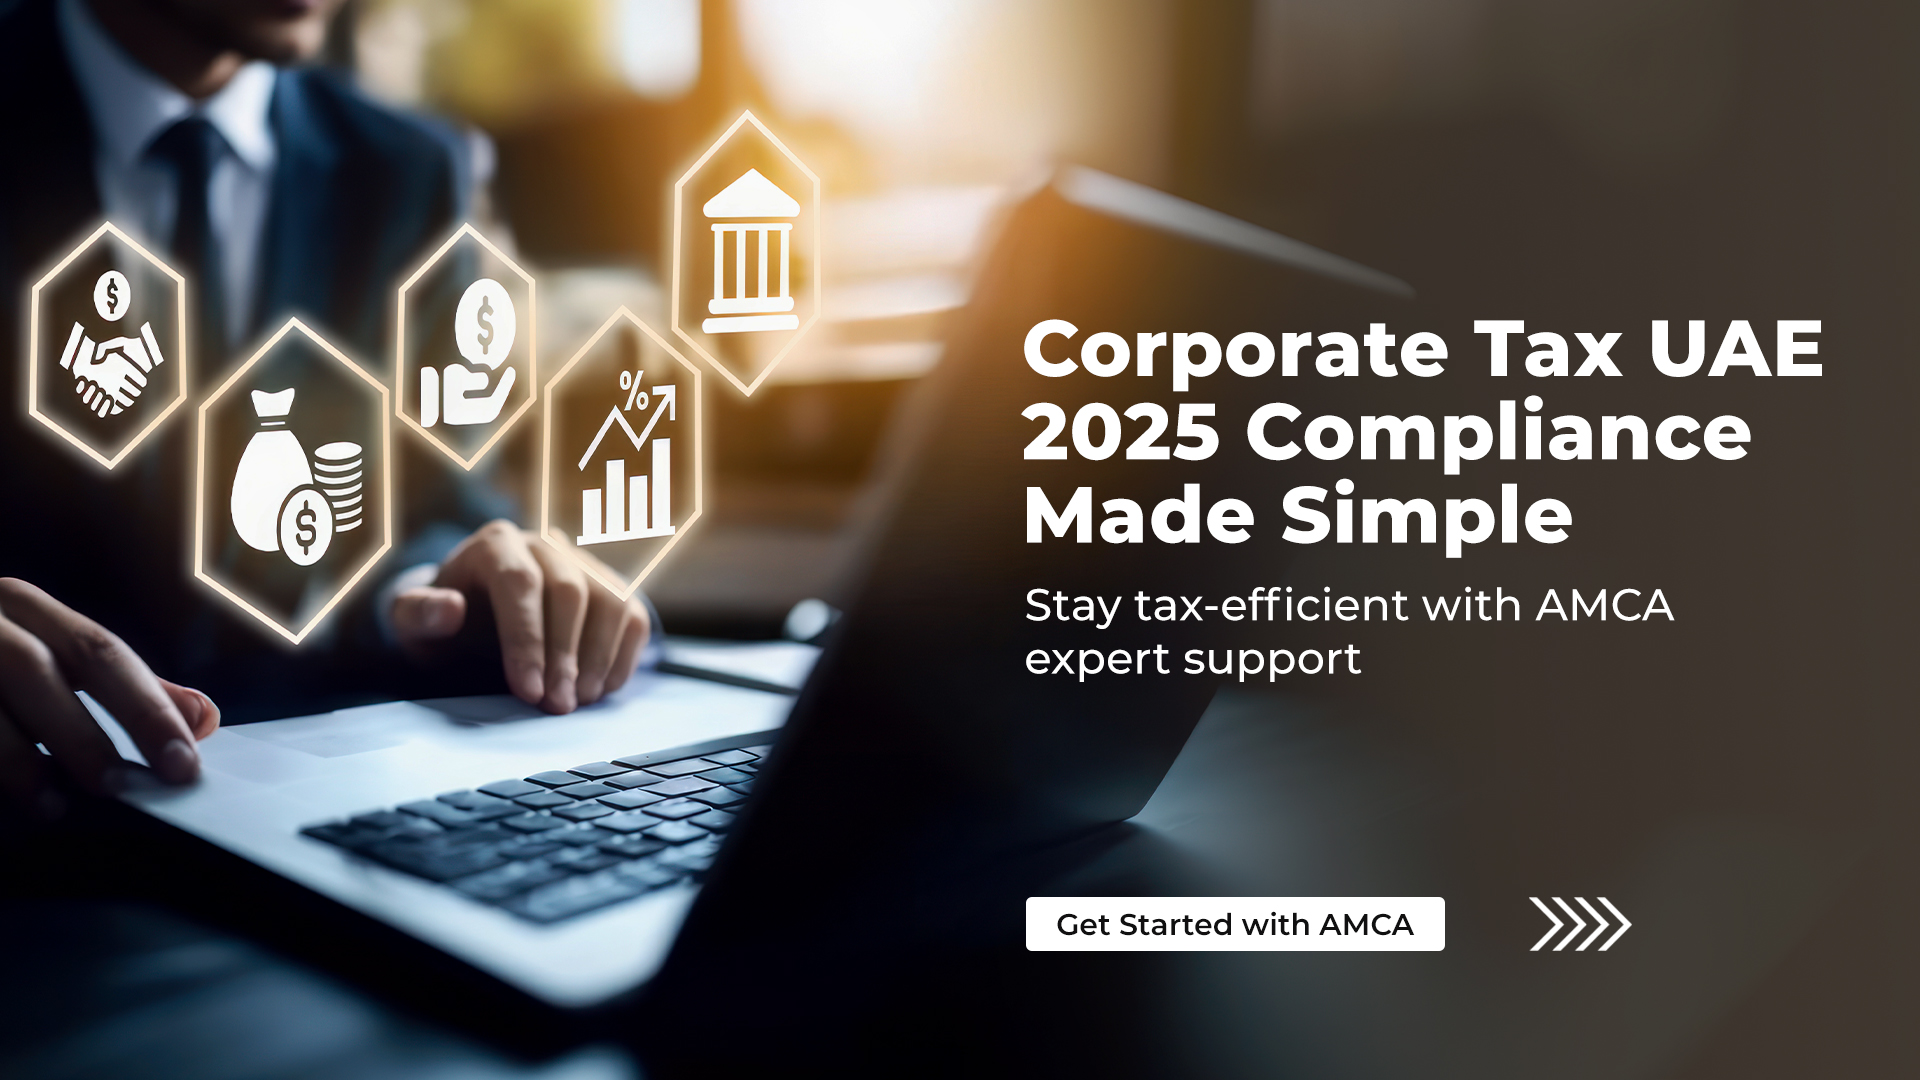 Corporate Tax UAE
2025 Compliance
Made Simple
Stay tax-efficient with AMCA
expert support
Get Started with AMCA
$
$
$
%